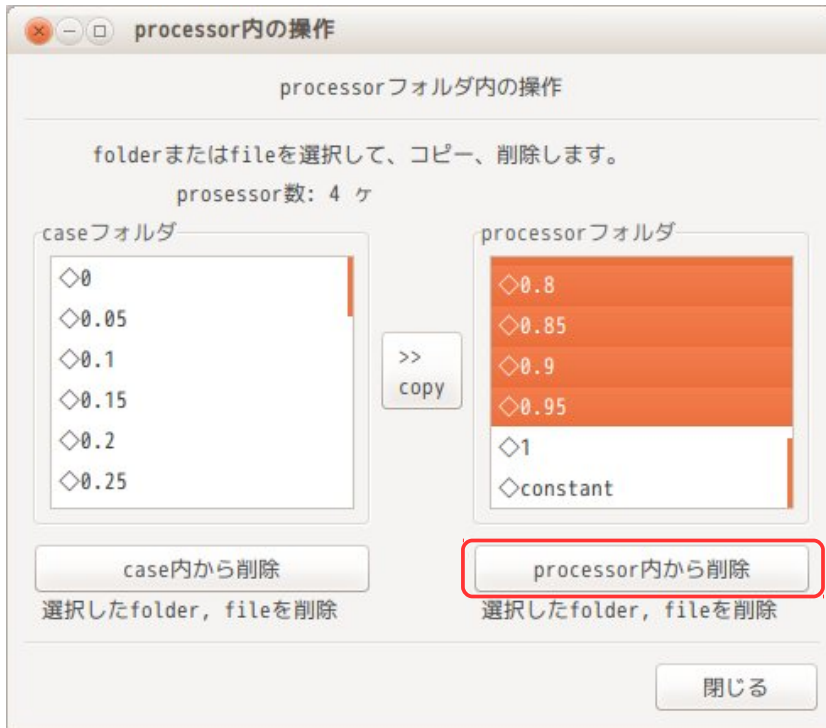 processor内の操作
processorフォルダ内の操作
folderまたはfileを選択して、コピー、削除します。
prosessor数: 4 ヶ
caseフォルダ
◇0
◇0.05
◇0.1
◇0.15
◇0.2
◇0.25
>>
copy
processorフォルダ
◇0.8
◇0.85
◇0.9
◇0.95
◇1
◇constant
case内から削除
選択したfolder, fileを削除
processor内から削除
選択したfolder, fileを削除
閉じる